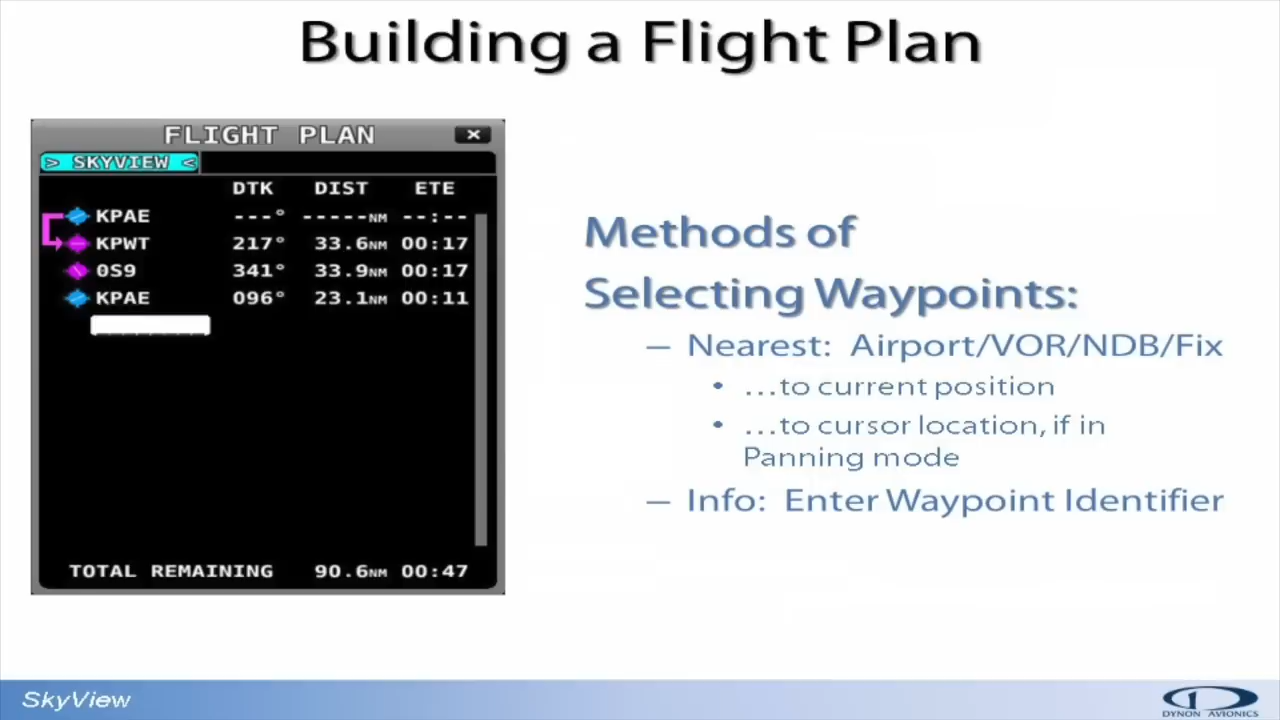 Building a Flight Plan
FLIGHT PLAN
> SKYVIEW <
DTK DIST ETE
KPAE ---° -----NM --:--
KPWT 217° 33.6NM 00:17
0S9 341° 33.9NM 00:17
KPAE 096° 23.1NM 00:11
TOTAL REMAINING 90.6NM 00:47
Methods of
Selecting Waypoints:
– Nearest: Airport/VOR/NDB/Fix
• …to current position
• …to cursor location, if in
Panning mode
– Info: Enter Waypoint Identifier
SkyView
DYNON AVIONICS